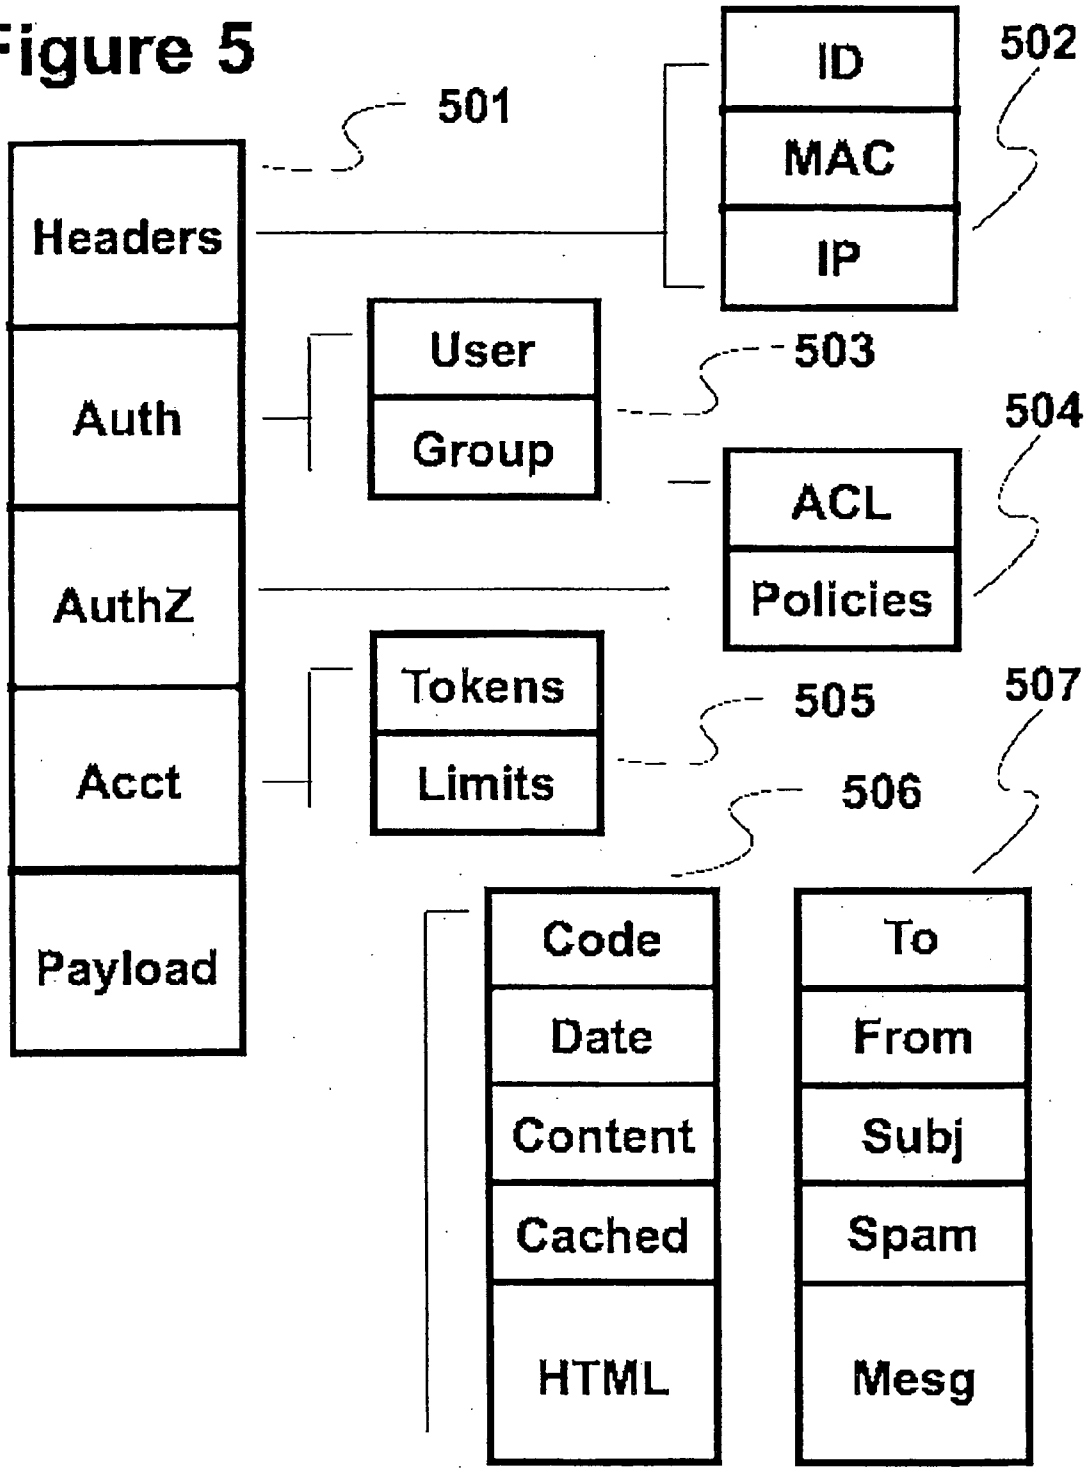 Figure 5
501
Headers
Auth
AuthZ
Acct
Payload
502
ID
MAC
IP
503
User
Group
504
ACL
Policies
505
Tokens
Limits
506
Code
Date
Content
Cached
HTML
507
To
From
Subj
Spam
Mesg